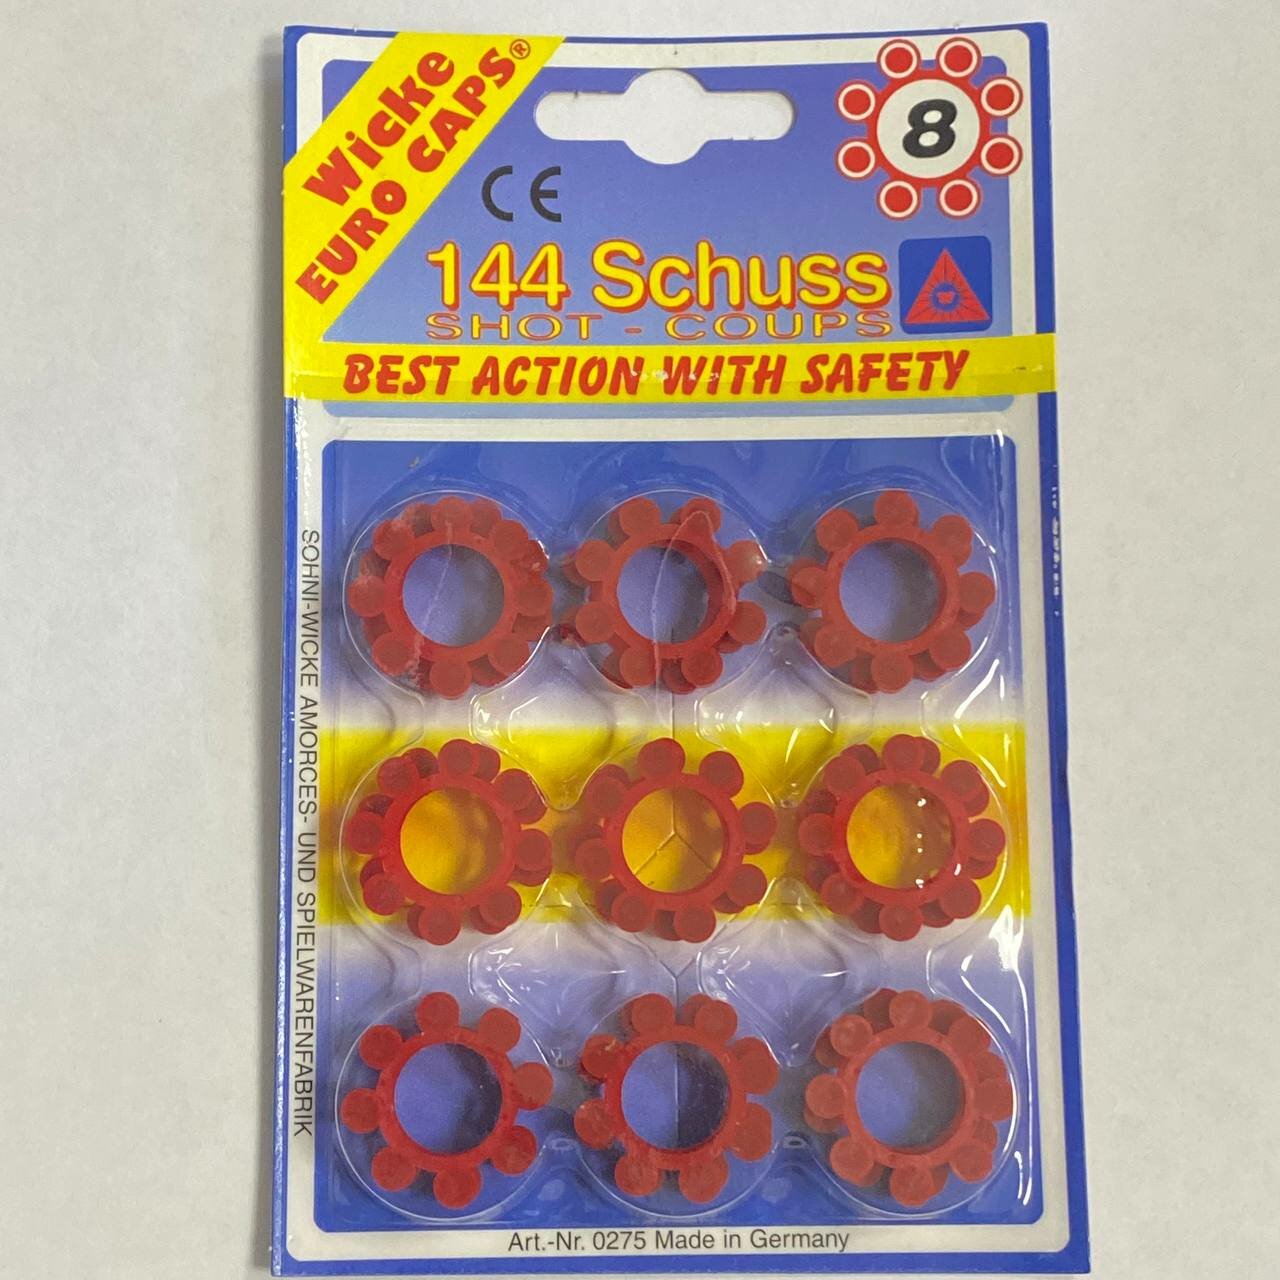 Wicke
EURO CAPS®
8
CE
144 Schuss
SHOT - COUPS
BEST ACTION WITH SAFETY
SOHNI-WICKE AMORCES- UND SPIELWARENFABRIK
Art.-Nr. 0275 Made in Germany